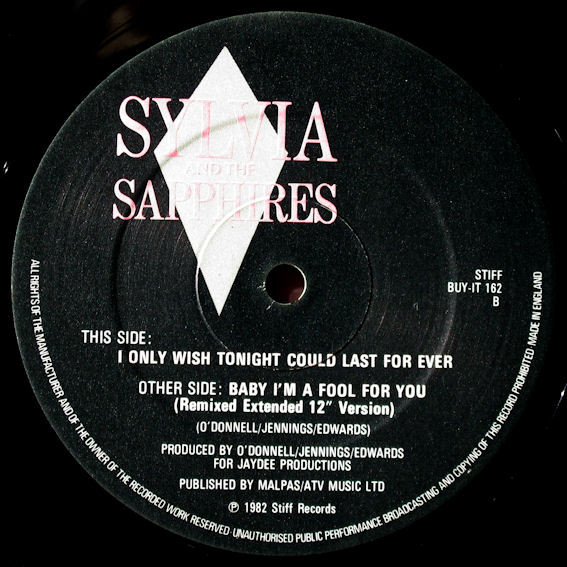 SYLVIA
AND THE
SAPPHIRES
STIFF
BUY-IT 162
B
THIS SIDE:
I ONLY WISH TONIGHT COULD LAST FOR EVER
OTHER SIDE: BABY I'M A FOOL FOR YOU
(Remixed Extended 12" Version)
(O'DONNELL/JENNINGS/EDWARDS)
PRODUCED BY O'DONNELL/JENNINGS/EDWARDS
FOR JAYDEE PRODUCTIONS
PUBLISHED BY MALPAS/ATV MUSIC LTD
℗ 1982 Stiff Records
ALL RIGHTS OF THE MANUFACTURER AND OF THE OWNER OF THE RECORDED WORK RESERVED·UNAUTHORISED PUBLIC PERFORMANCE BROADCASTING AND COPYING OF THIS RECORD PROHIBITED/MADE IN ENGLAND